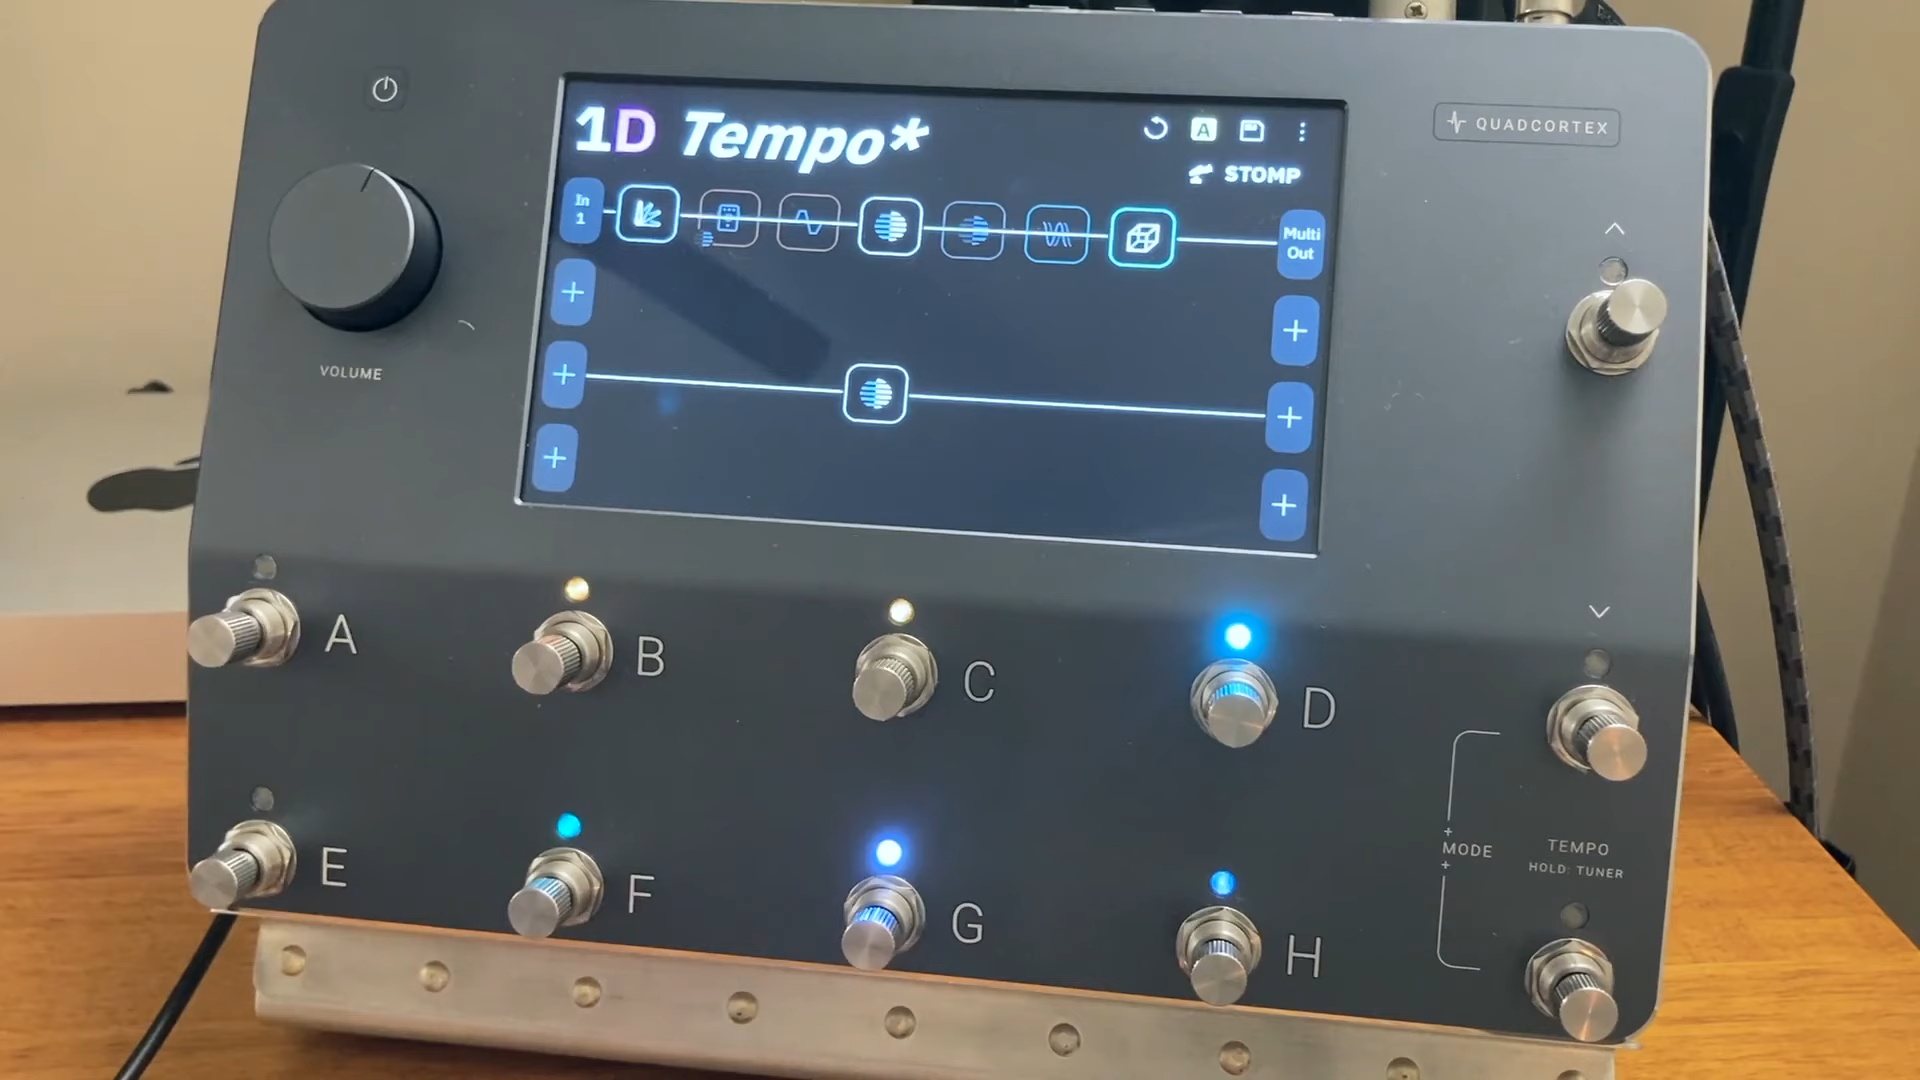 1D Tempo*
A
STOMP
In
1
Multi
Out
QUADCORTEX
VOLUME
A
B
C
D
E
F
G
H
MODE
TEMPO
HOLD: TUNER